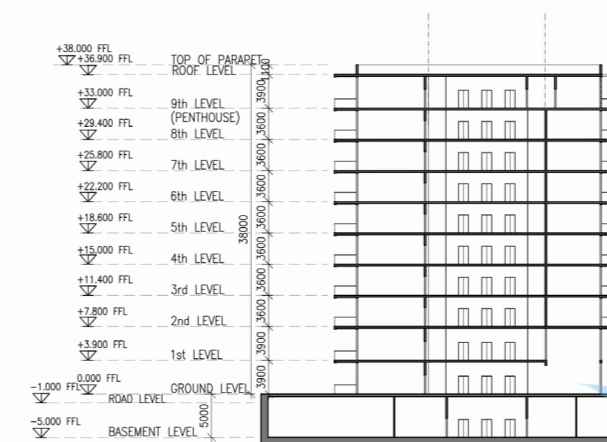 +38.000 FFL TOP OF PARAPET
+36.900 FFL ROOF LEVEL 1100
3900
+33.000 FFL 9th LEVEL
(PENTHOUSE)
3600
+29.400 FFL 8th LEVEL
3600
+25.800 FFL 7th LEVEL
3600
+22.200 FFL 6th LEVEL
3600
+18.600 FFL 5th LEVEL
38000 3600
+15.000 FFL 4th LEVEL
3600
+11.400 FFL 3rd LEVEL
3600
+7.800 FFL 2nd LEVEL
3900
+3.900 FFL 1st LEVEL
3900
0.000 FFL GROUND LEVEL
-1.000 FFL ROAD LEVEL
5000
-5.000 FFL BASEMENT LEVEL